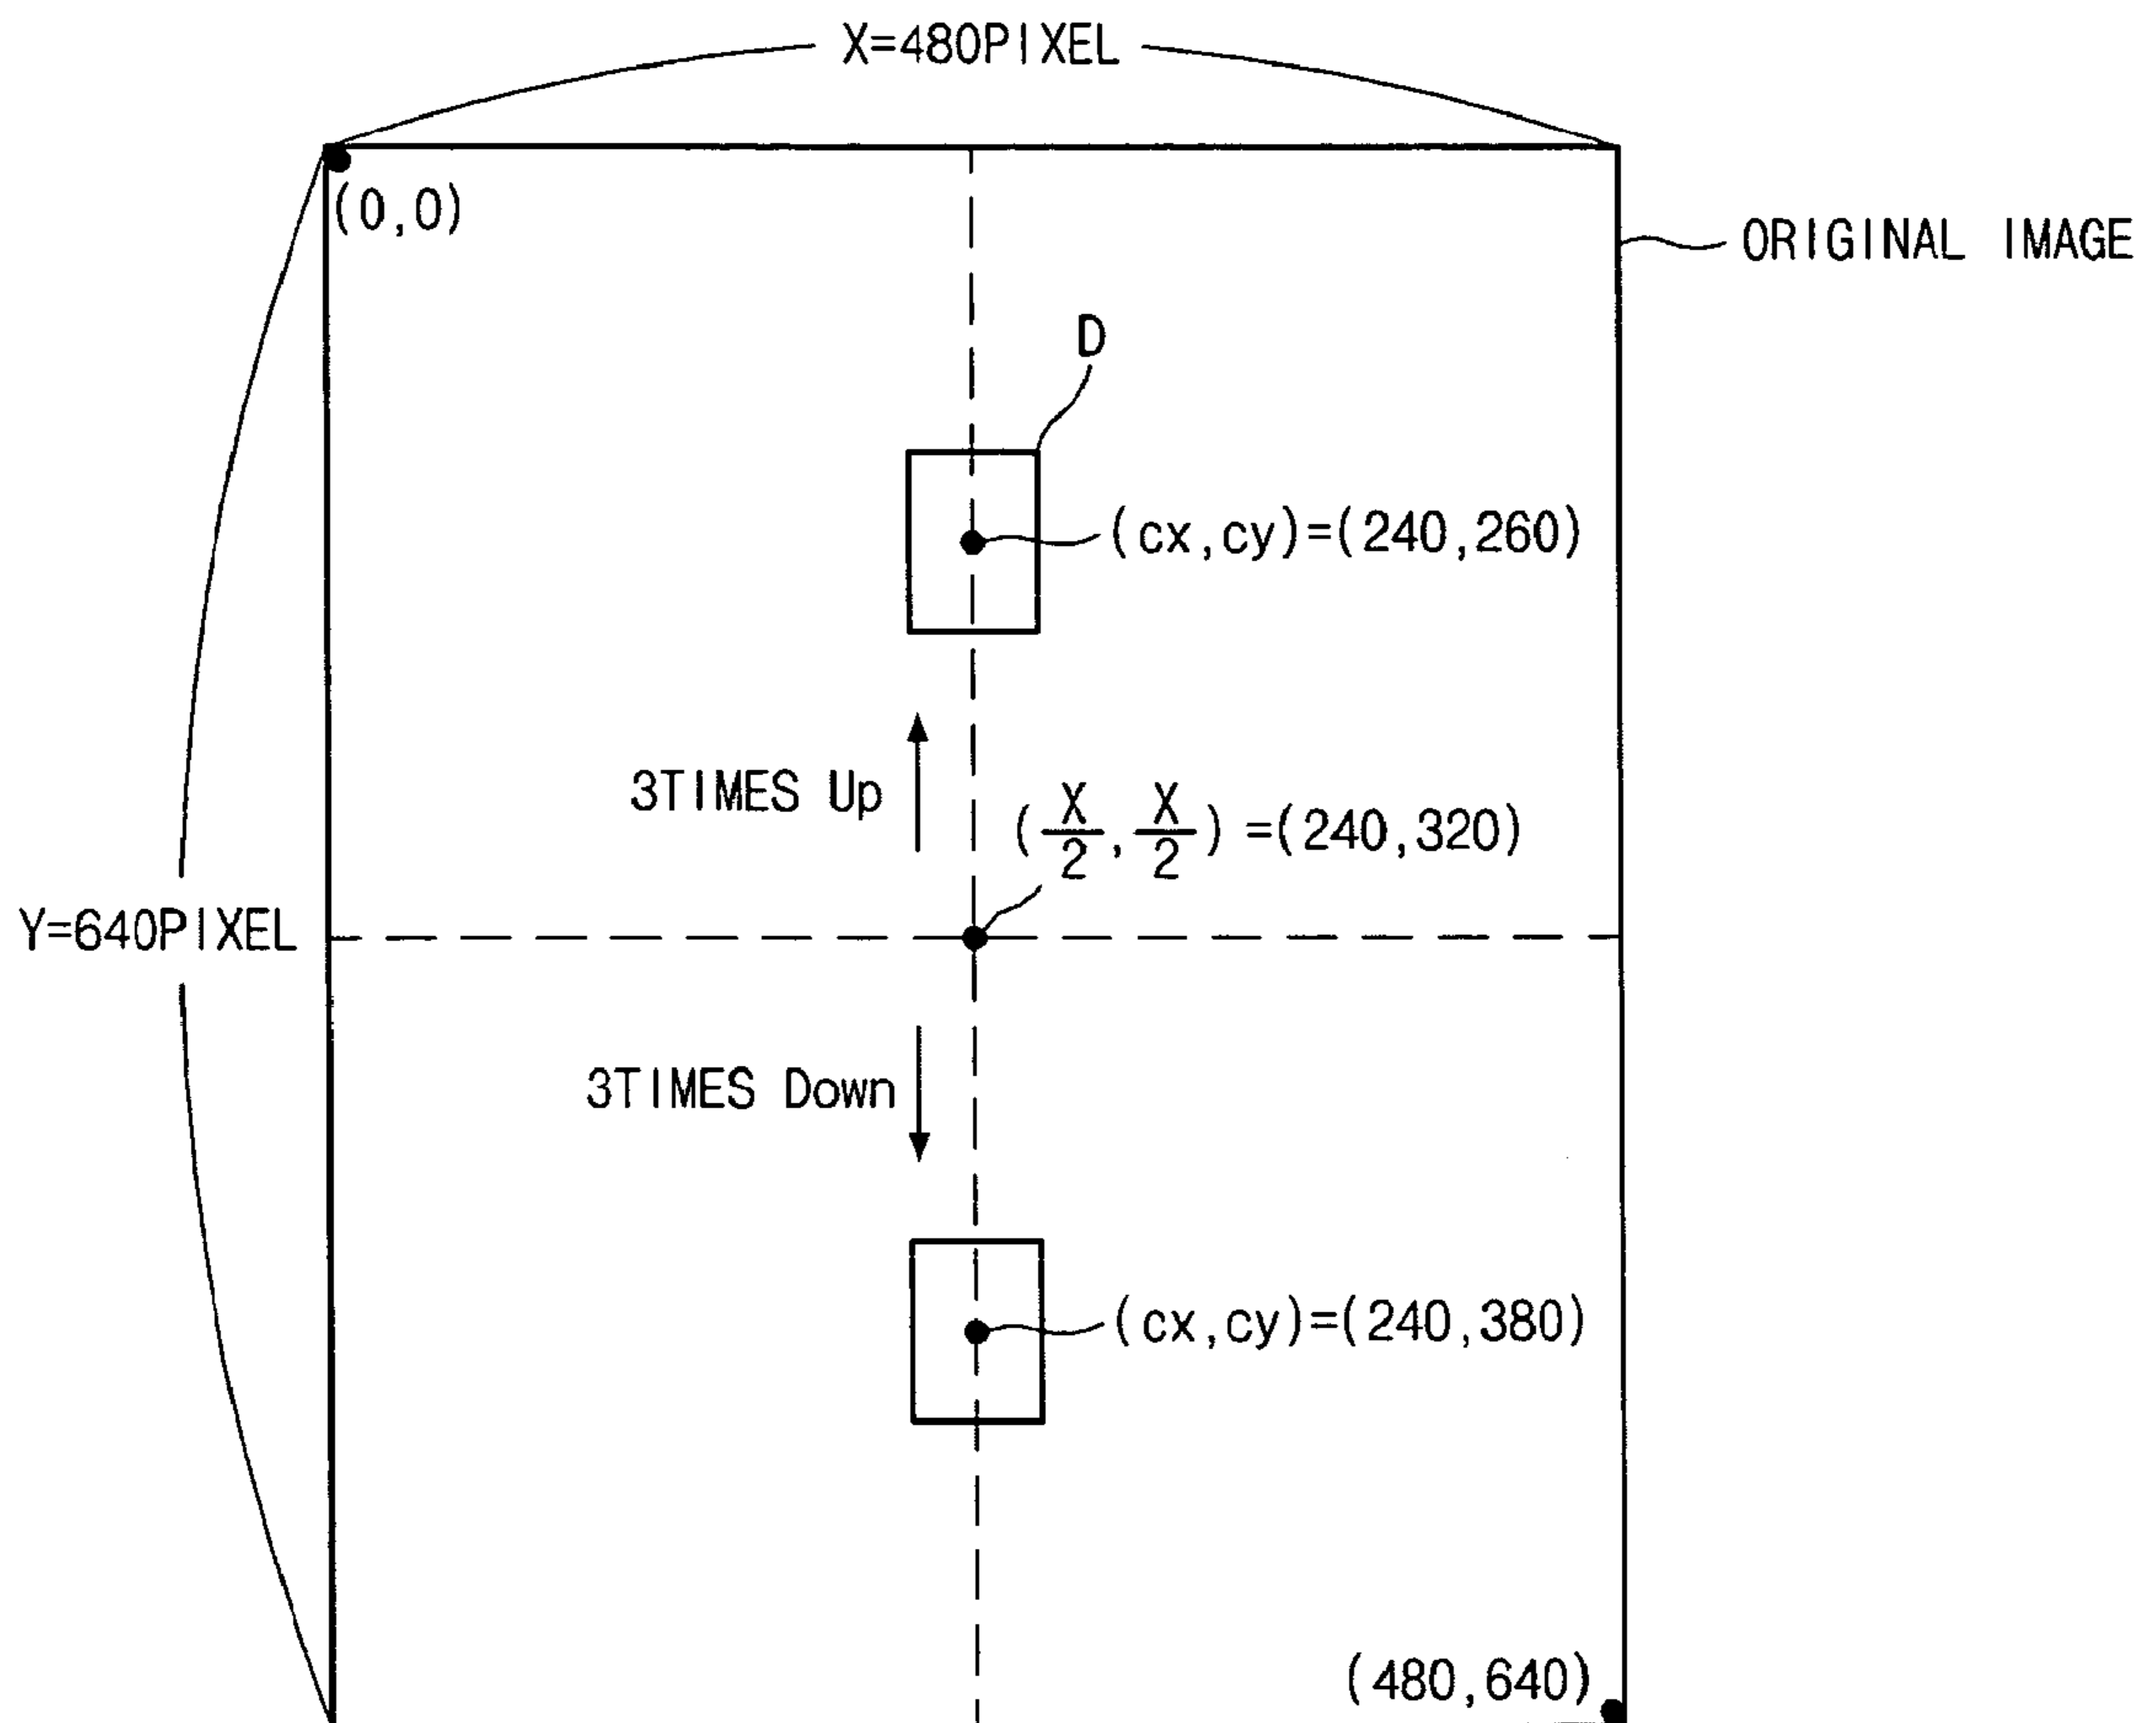 X=480PIXEL
(0,0)
ORIGINAL IMAGE
D
(cx,cy)=(240,260)
3TIMES Up
(X/2, X/2) =(240,320)
Y=640PIXEL
3TIMES Down
(cx,cy)=(240,380)
(480,640)